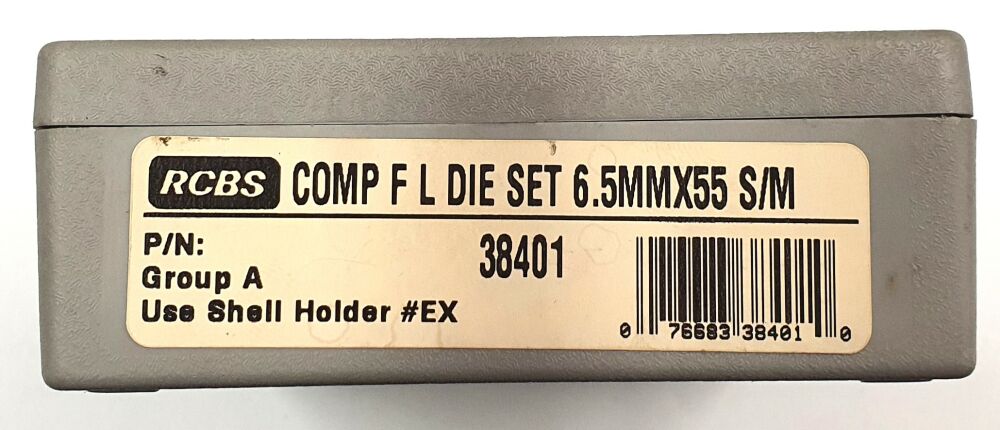 RCBS COMP F L DIE SET 6.5MMX55 S/M
P/N: 38401
Group A
Use Shell Holder #EX
0 76683 38401 0